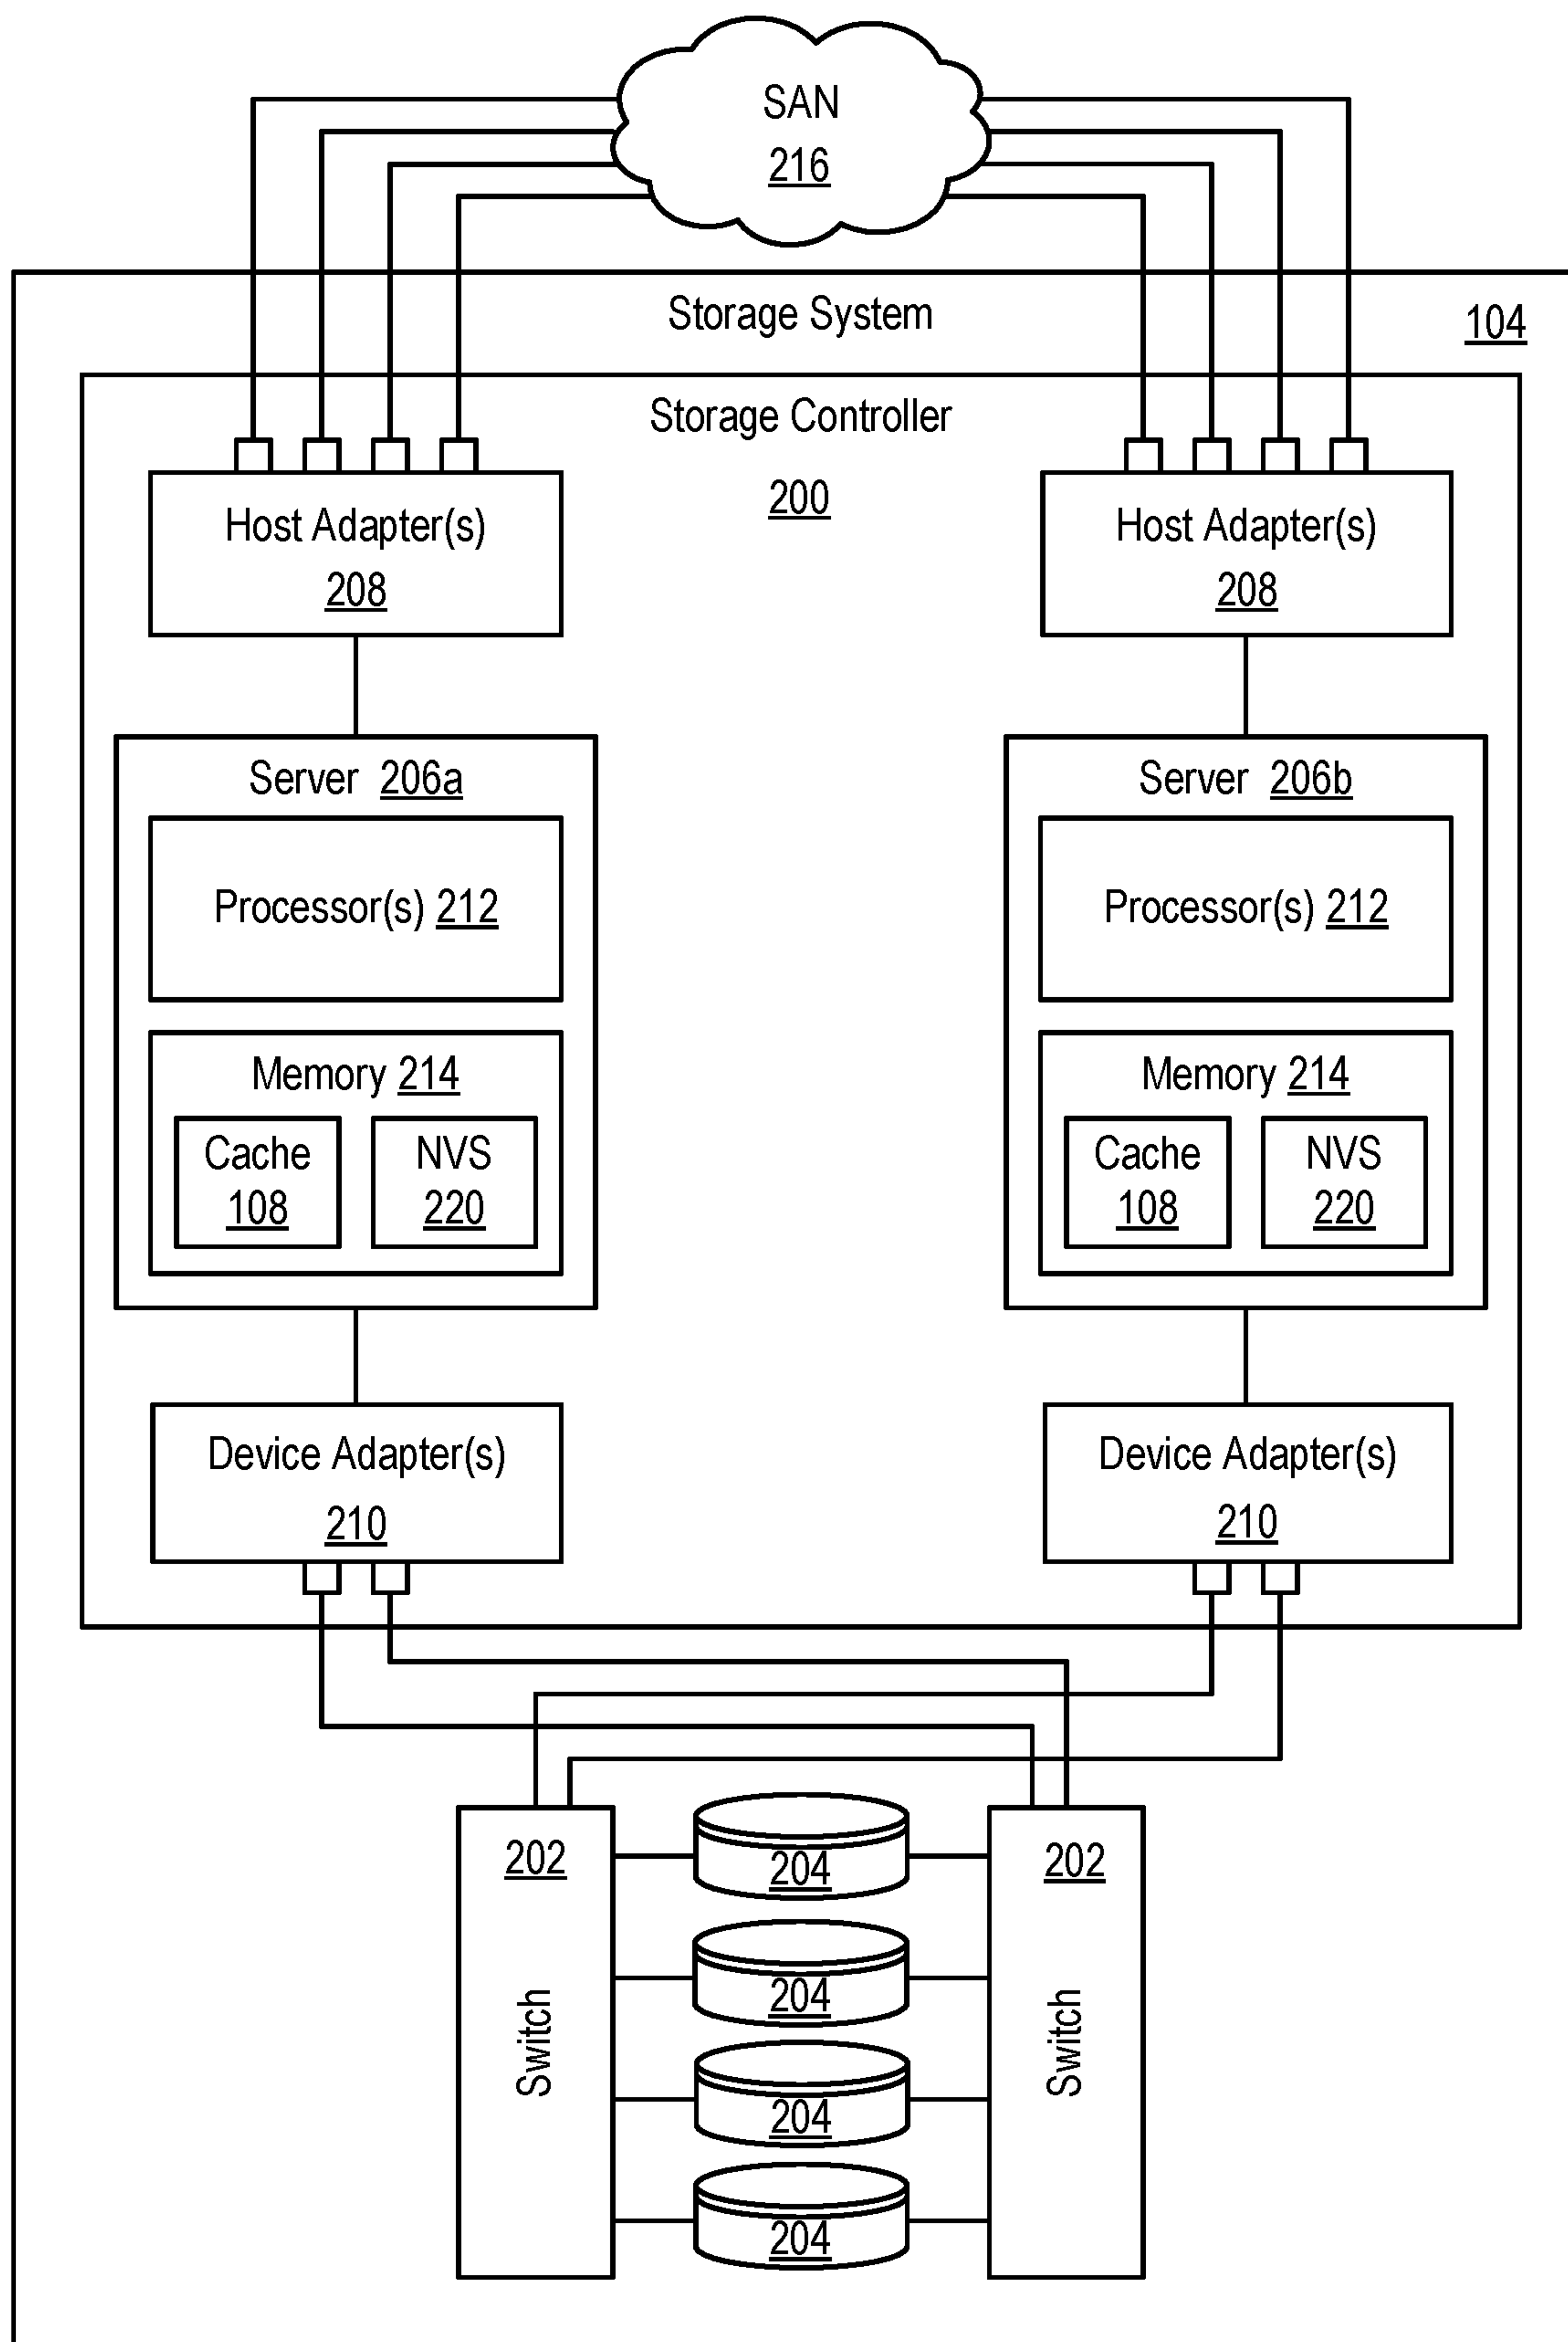 SAN
216
Storage System
104
Storage Controller
200
Host Adapter(s)
208
Host Adapter(s)
208
Server 206a
Processor(s) 212
Memory 214
Cache
108
NVS
220
Server 206b
Processor(s) 212
Memory 214
Cache
108
NVS
220
Device Adapter(s)
210
Device Adapter(s)
210
202
Switch
204
204
204
204
202
Switch